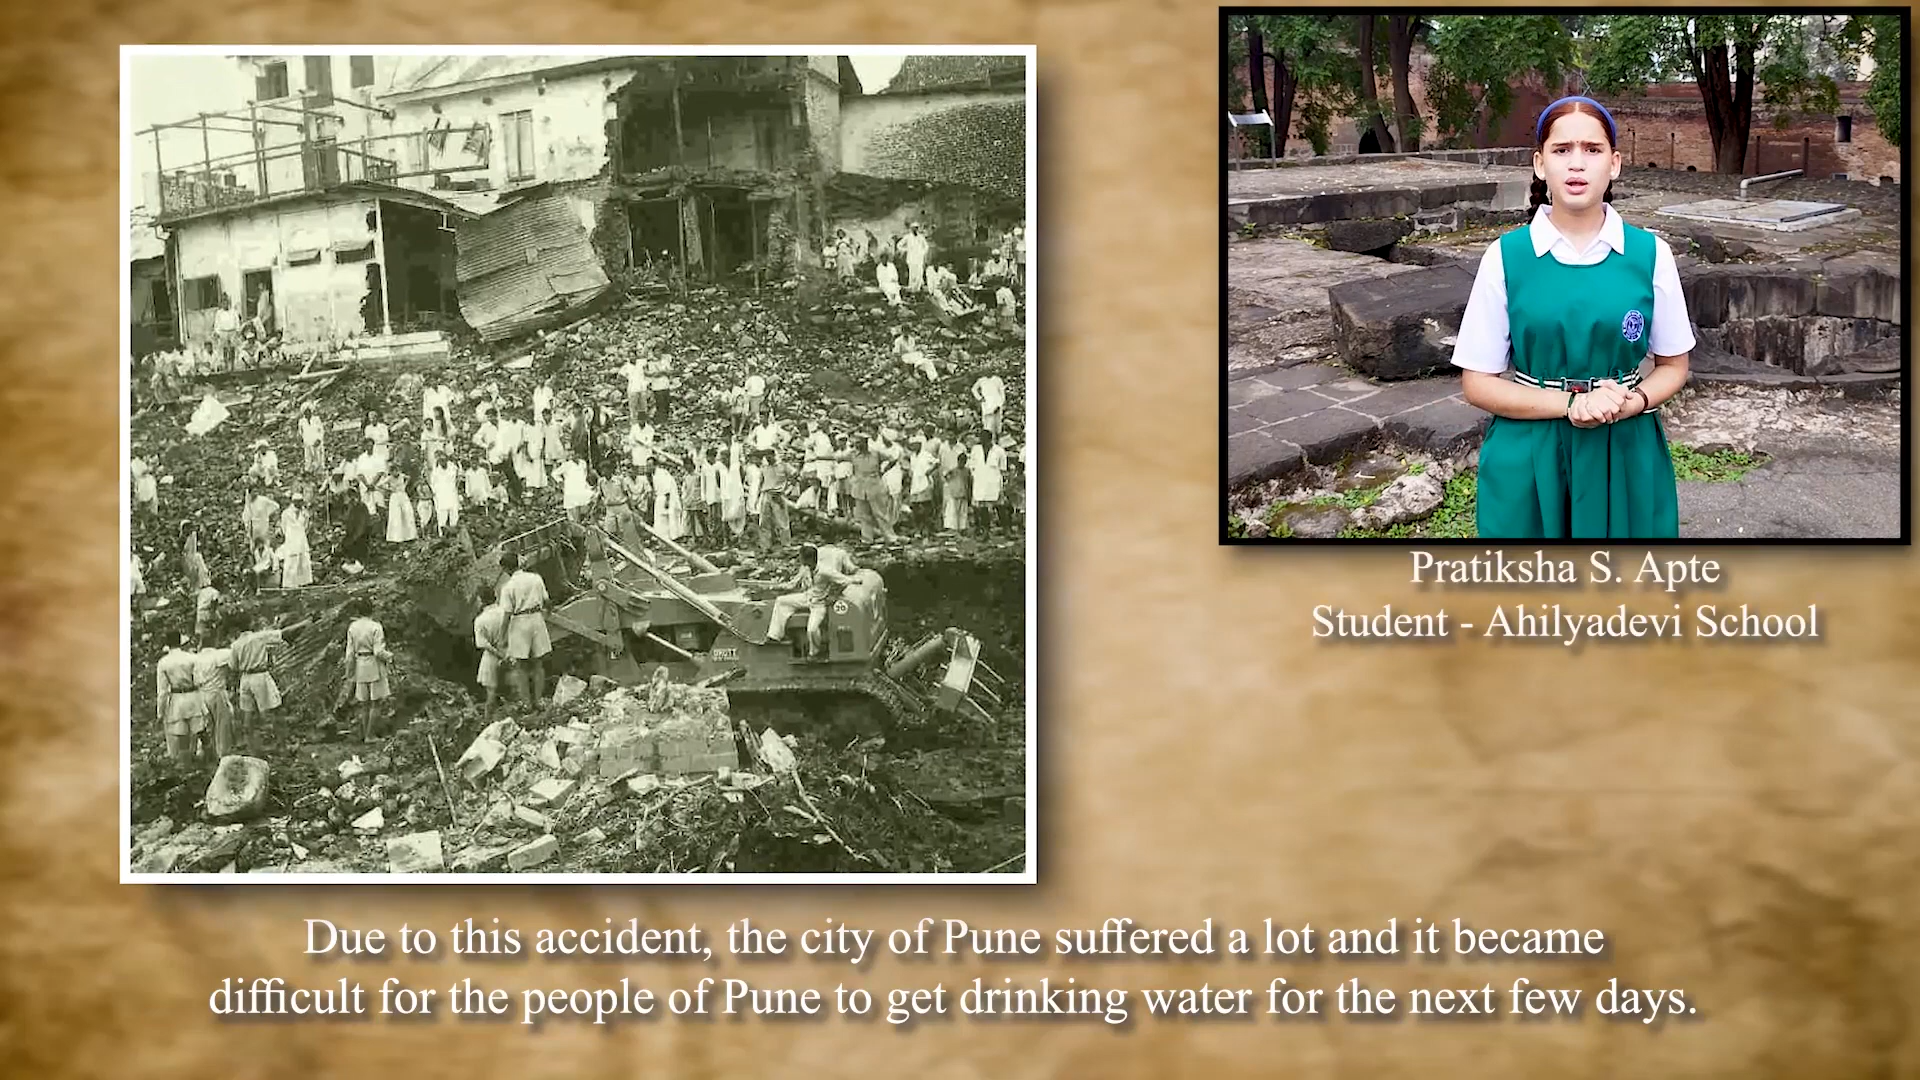 Pratiksha S. Apte
Student - Ahilyadevi School
Due to this accident, the city of Pune suffered a lot and it became
difficult for the people of Pune to get drinking water for the next few days.